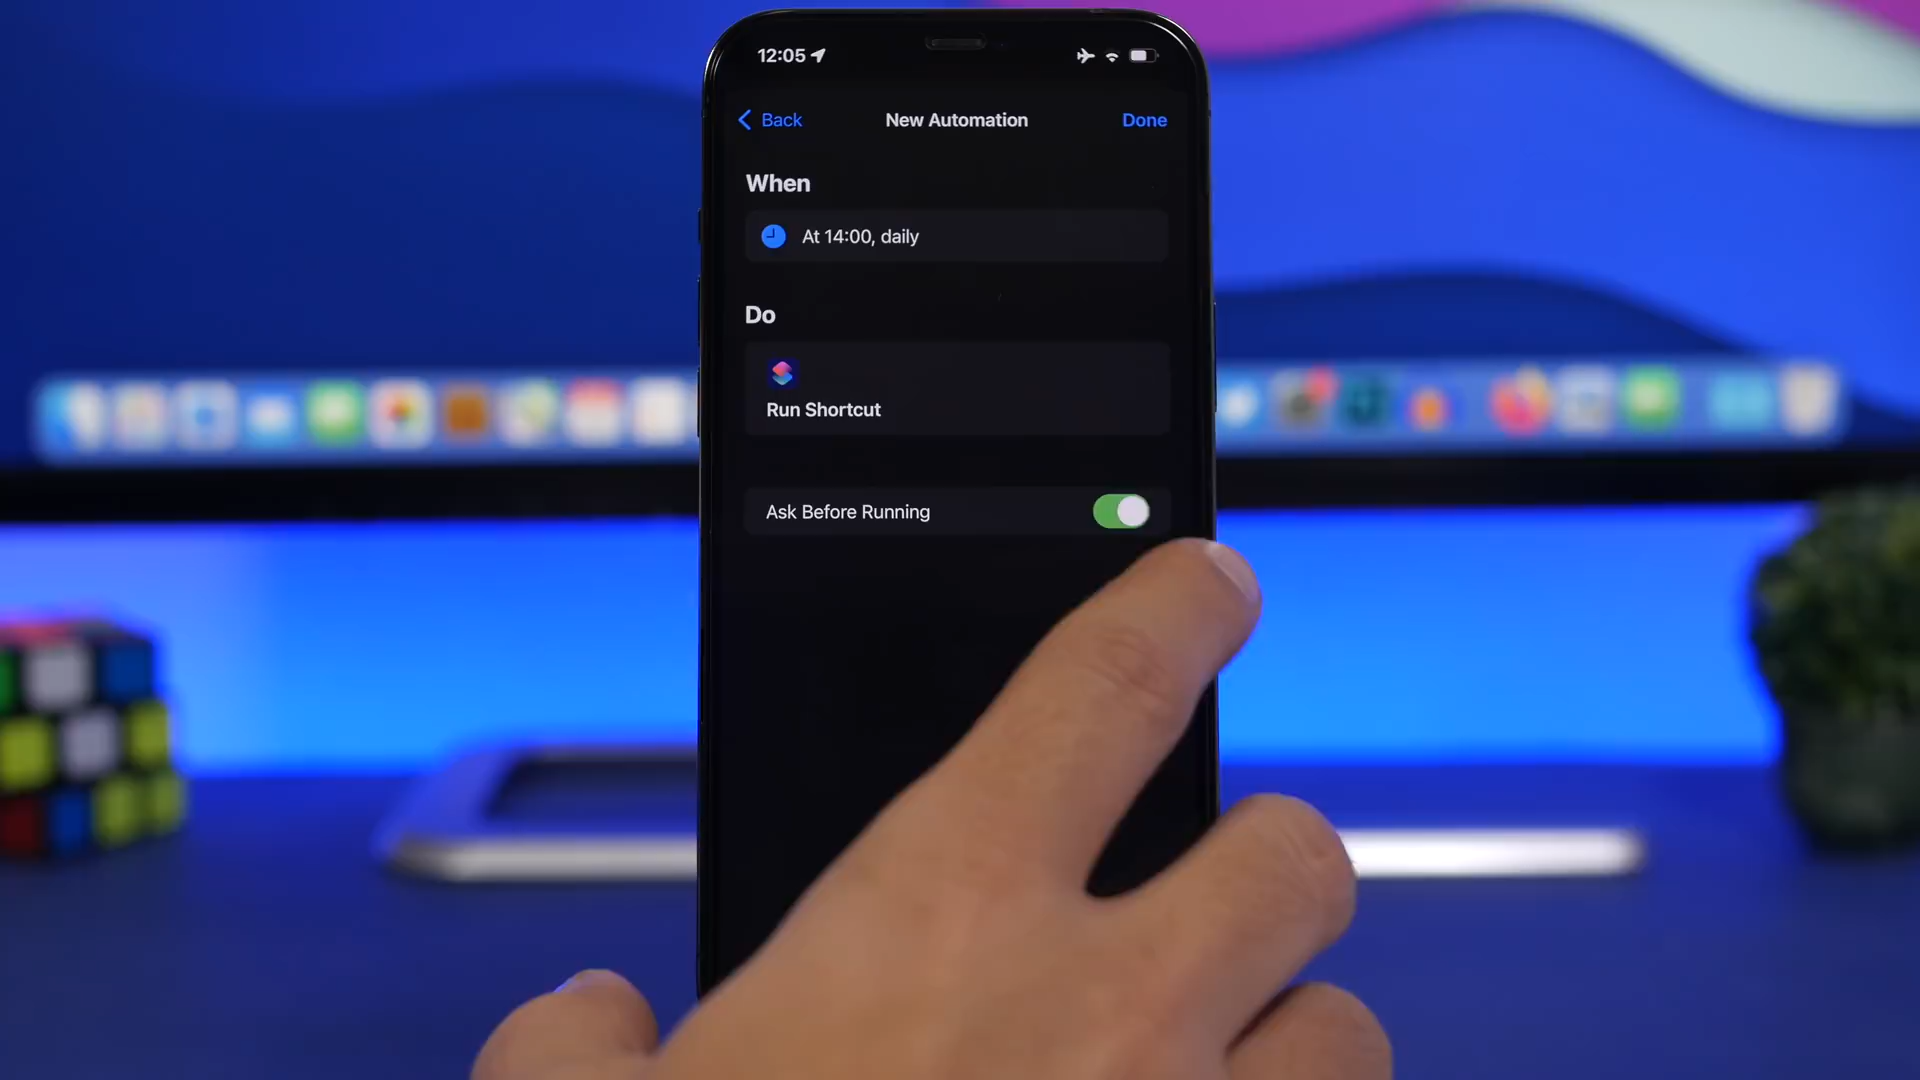 12:05
Back
New Automation
Done
When
At 14:00, daily
Do
Run Shortcut
Ask Before Running